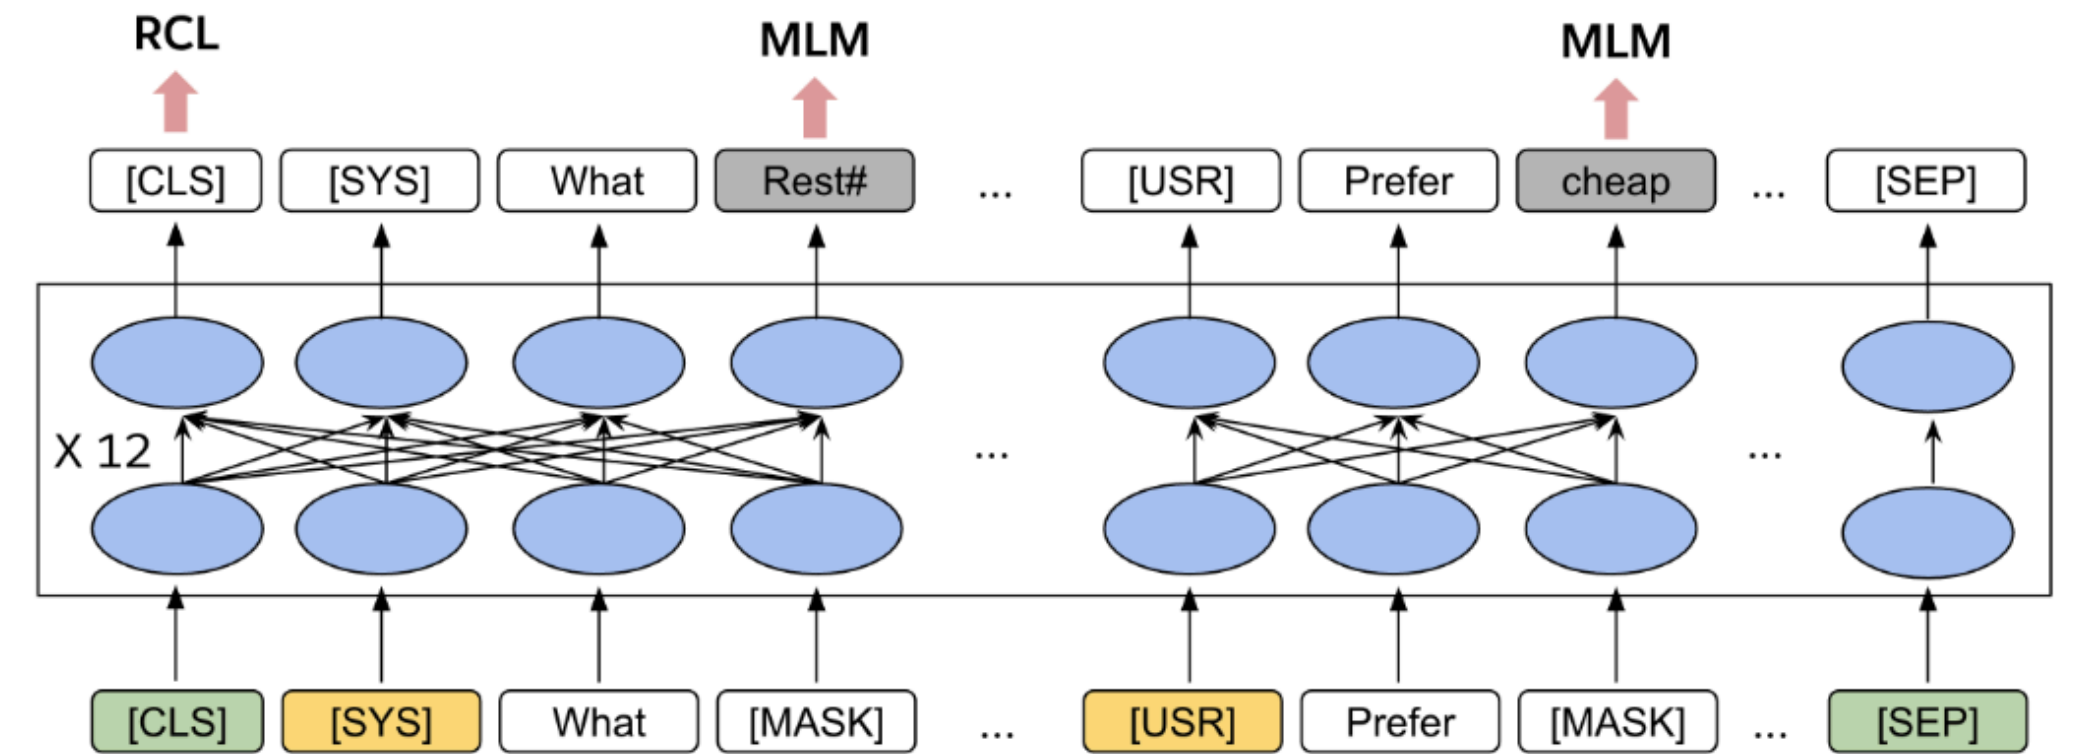 RCL MLM MLM
[CLS] [SYS] What Rest# ... [USR] Prefer cheap ... [SEP]
X 12 ... ...
[CLS] [SYS] What [MASK] ... [USR] Prefer [MASK] ... [SEP]